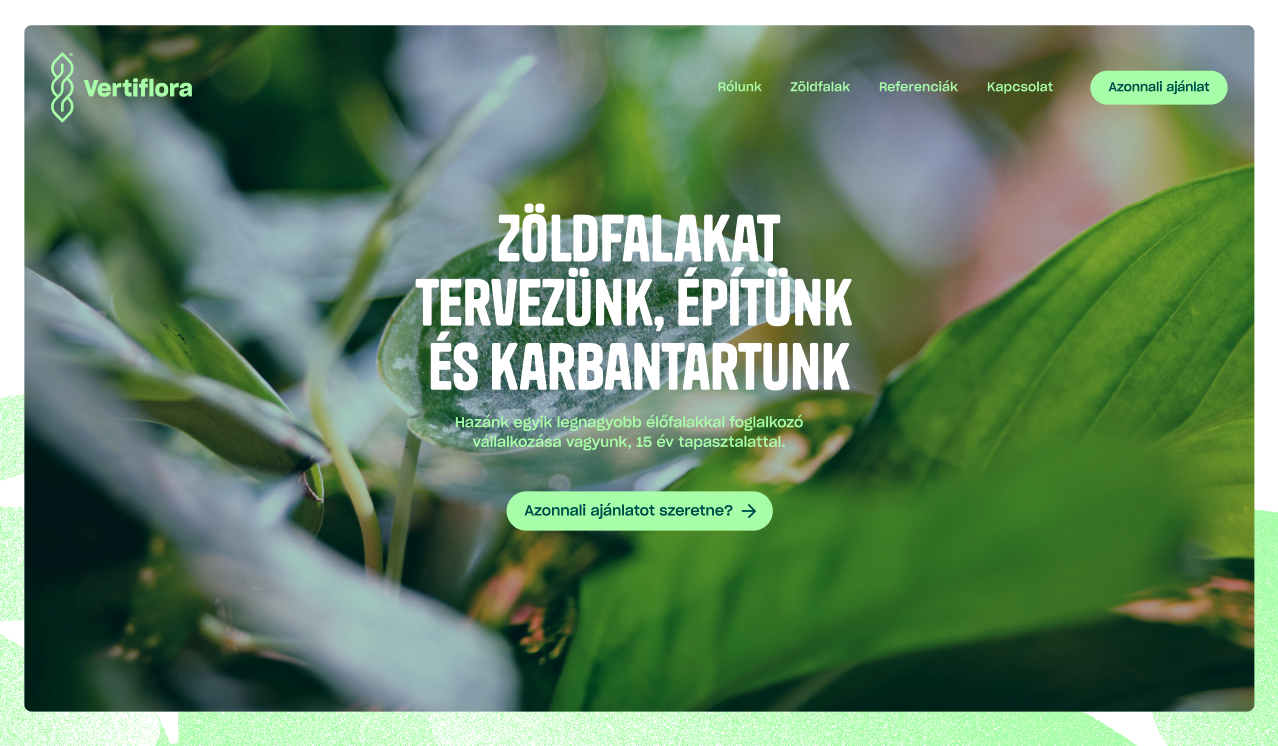 Vertiflora
Rólunk Zöldfalak Referenciák Kapcsolat Azonnali ajánlat
ZÖLDFALAKAT
TERVEZÜNK, ÉPÍTÜNK
ÉS KARBANTARTUNK
Hazánk egyik legnagyobb élőfalakkal foglalkozó
vállalkozása vagyunk, 15 év tapasztalattal.
Azonnali ajánlatot szeretne?